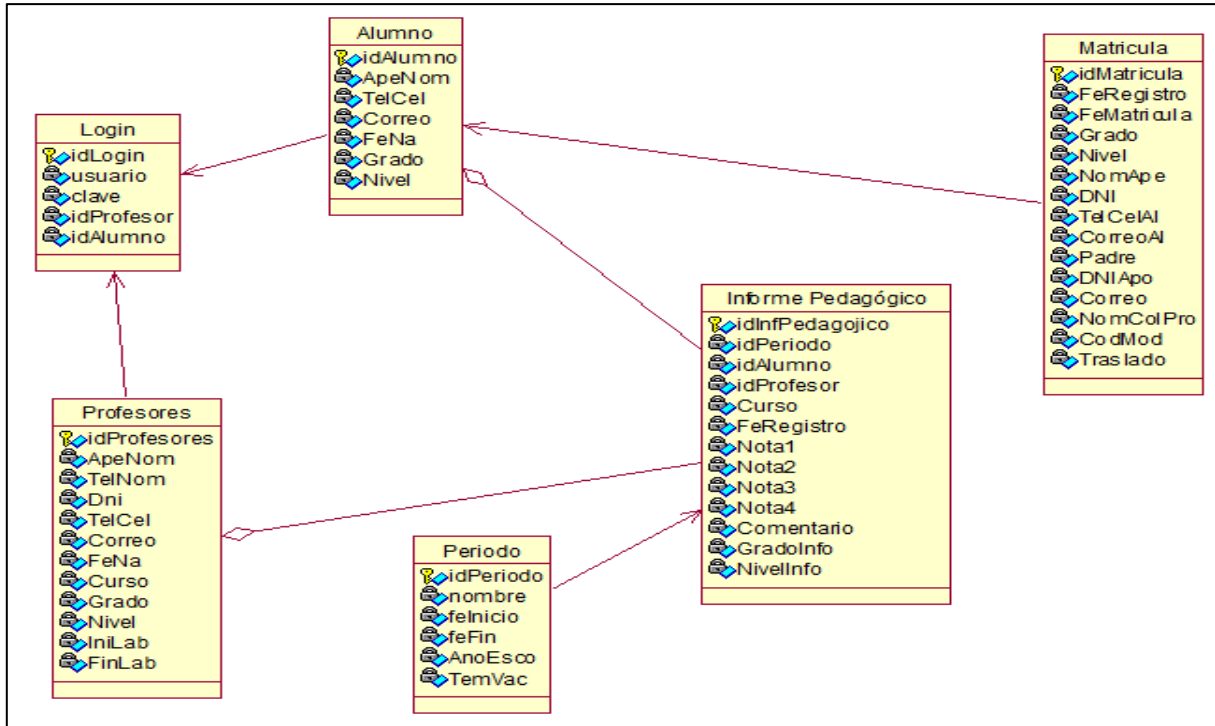 Alumno
idAlumno
ApeNom
TelCel
Correo
FeNa
Grado
Nivel
Matricula
idMatricula
FeRegistro
FeMatricula
Grado
Nivel
NomApe
DNI
TelCelAl
CorreoAl
Padre
DNIApo
Correo
NomColPro
CodMod
Traslado
Login
idLogin
usuario
clave
idProfesor
idAlumno
Informe Pedagógico
idInfPedagojico
idPeriodo
idAlumno
idProfesor
Curso
FeRegistro
Nota1
Nota2
Nota3
Nota4
Comentario
GradoInfo
NivelInfo
Profesores
idProfesores
ApeNom
TelNom
Dni
TelCel
Correo
FeNa
Curso
Grado
Nivel
IniLab
FinLab
Periodo
idPeriodo
nombre
feInicio
feFin
AnoEsco
TemVac